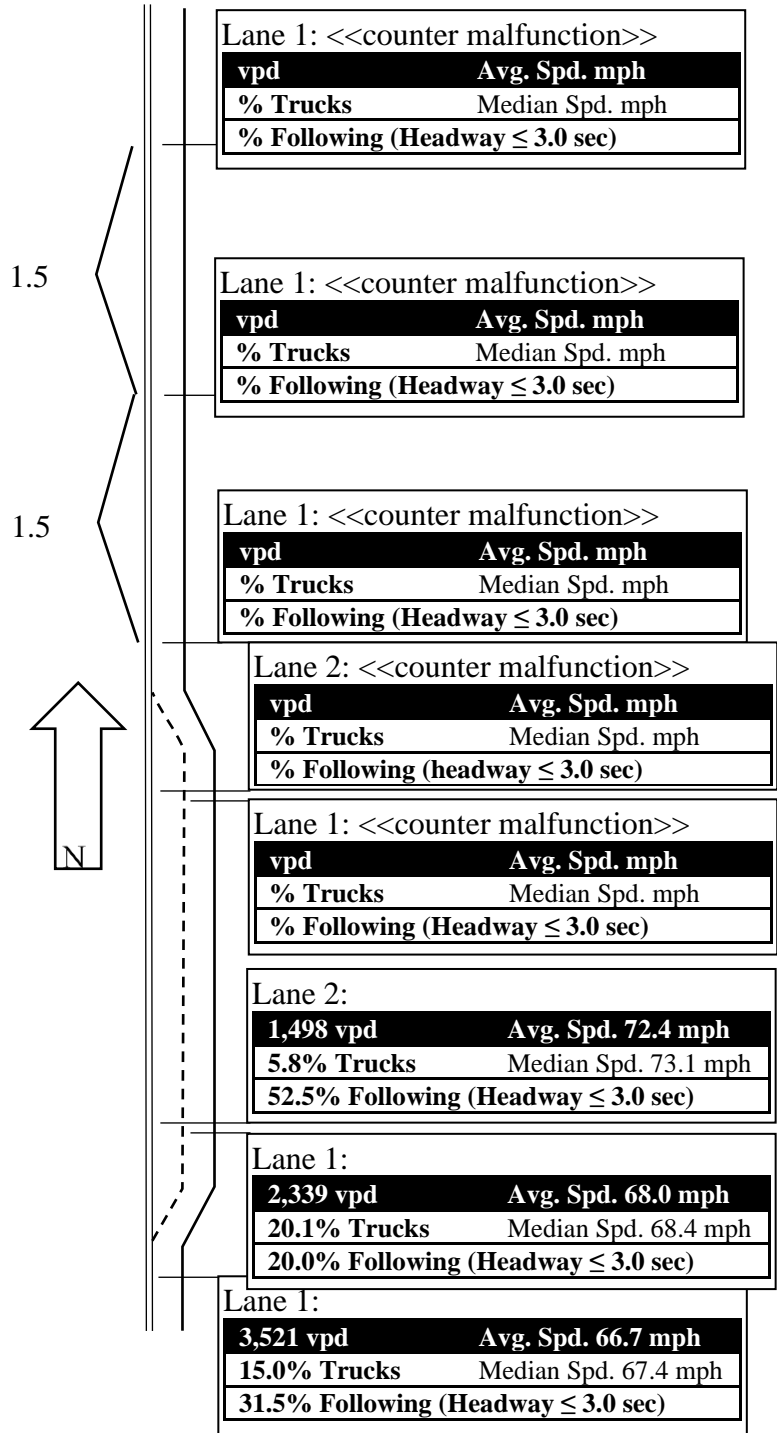 Lane 1: <<counter malfunction>>
vpd Avg. Spd. mph
% Trucks Median Spd. mph
% Following (Headway ≤ 3.0 sec)
1.5
Lane 1: <<counter malfunction>>
vpd Avg. Spd. mph
% Trucks Median Spd. mph
% Following (Headway ≤ 3.0 sec)
1.5
Lane 1: <<counter malfunction>>
vpd Avg. Spd. mph
% Trucks Median Spd. mph
% Following (Headway ≤ 3.0 sec)
Lane 2: <<counter malfunction>>
vpd Avg. Spd. mph
% Trucks Median Spd. mph
% Following (headway ≤ 3.0 sec)
N
Lane 1: <<counter malfunction>>
vpd Avg. Spd. mph
% Trucks Median Spd. mph
% Following (Headway ≤ 3.0 sec)
Lane 2:
1,498 vpd Avg. Spd. 72.4 mph
5.8% Trucks Median Spd. 73.1 mph
52.5% Following (Headway ≤ 3.0 sec)
Lane 1:
2,339 vpd Avg. Spd. 68.0 mph
20.1% Trucks Median Spd. 68.4 mph
20.0% Following (Headway ≤ 3.0 sec)
Lane 1:
3,521 vpd Avg. Spd. 66.7 mph
15.0% Trucks Median Spd. 67.4 mph
31.5% Following (Headway ≤ 3.0 sec)